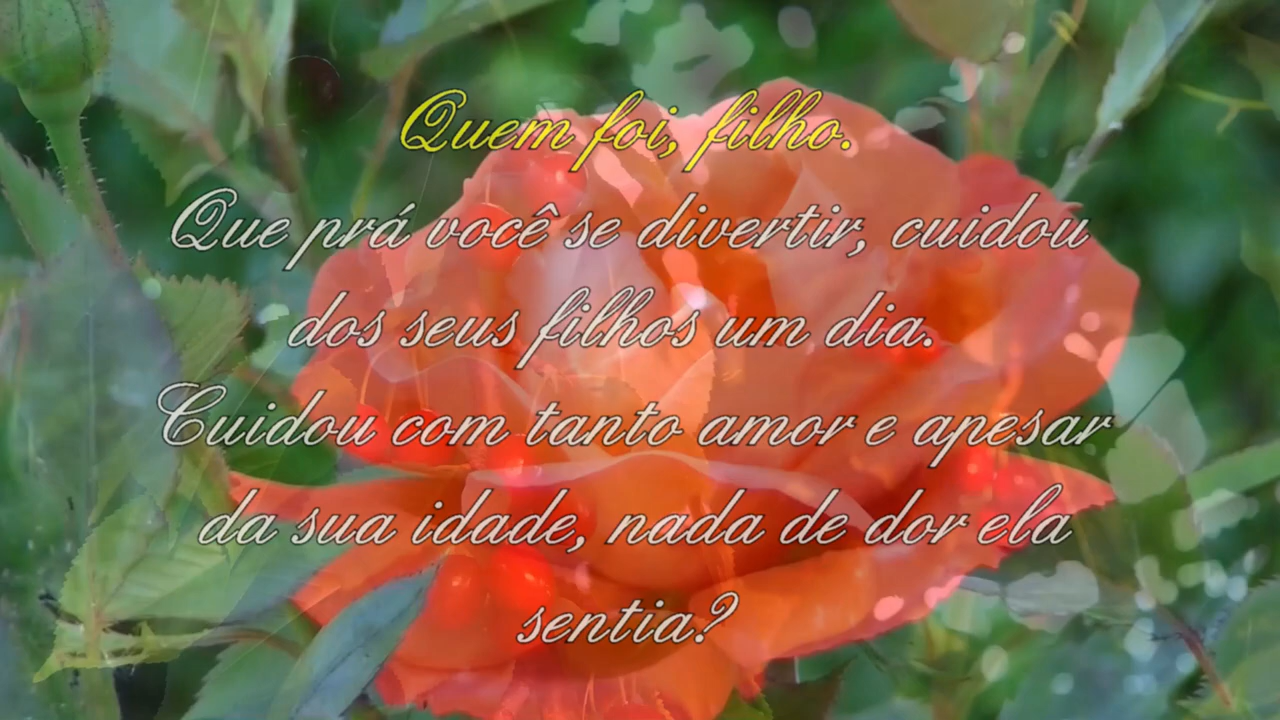 Quem foi, filho.
Que prá você se divertir, cuidou
dos seus filhos um dia.
Cuidou com tanto amor e apesar
da sua idade, nada de dor ela
sentia?